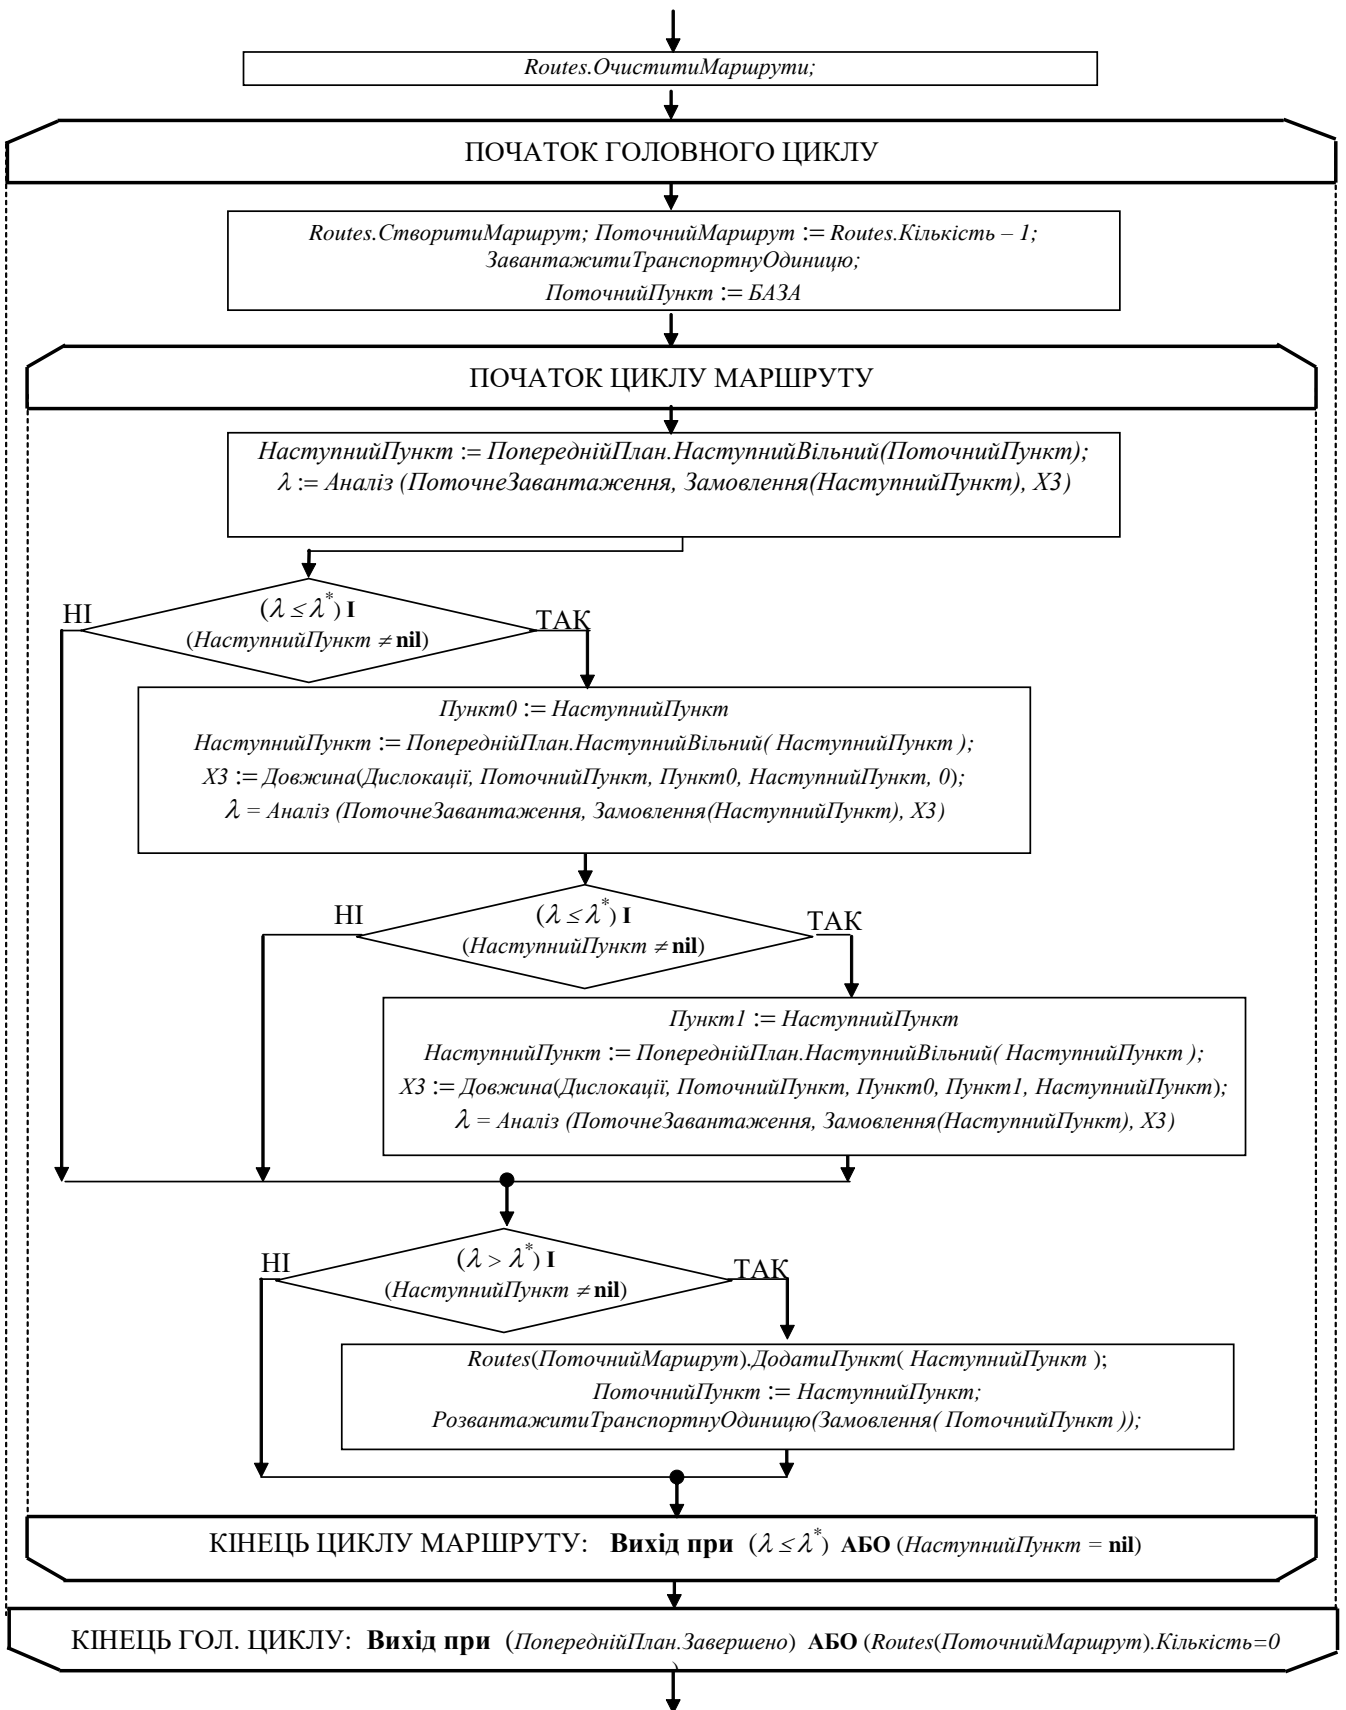 Routes.ОчиститиМаршрути;
ПОЧАТОК ГОЛОВНОГО ЦИКЛУ
Routes.СтворитиМаршрут; ПоточнийМаршрут := Routes.Кількість – 1;
ЗавантажитиТранспортнуОдиницю;
ПоточнийПункт := БАЗА
ПОЧАТОК ЦИКЛУ МАРШРУТУ
НаступнийПункт := ПопереднійПлан.НаступнийВільний(ПоточнийПункт);
λ := Аналіз (ПоточнеЗавантаження, Замовлення(НаступнийПункт), X3)
НІ
(λ ≤ λ*) І
(НаступнийПункт ≠ nil)
ТАК
Пункт0 := НаступнийПункт
НаступнийПункт := ПопереднійПлан.НаступнийВільний( НаступнийПункт );
X3 := Довжина(Дислокації, ПоточнийПункт, Пункт0, НаступнийПункт, 0);
λ = Аналіз (ПоточнеЗавантаження, Замовлення(НаступнийПункт), X3)
НІ
(λ ≤ λ*) І
(НаступнийПункт ≠ nil)
ТАК
Пункт1 := НаступнийПункт
НаступнийПункт := ПопереднійПлан.НаступнийВільний( НаступнийПункт );
X3 := Довжина(Дислокації, ПоточнийПункт, Пункт0, Пункт1, НаступнийПункт);
λ = Аналіз (ПоточнеЗавантаження, Замовлення(НаступнийПункт), X3)
НІ
(λ > λ*) І
(НаступнийПункт ≠ nil)
ТАК
Routes(ПоточнийМаршрут).ДодатиПункт( НаступнийПункт );
ПоточнийПункт := НаступнийПункт;
РозвантажитиТранспортнуОдиницю(Замовлення( ПоточнийПункт ));
КІНЕЦЬ ЦИКЛУ МАРШРУТУ: Вихід при (λ ≤ λ*) АБО (НаступнийПункт = nil)
КІНЕЦЬ ГОЛ. ЦИКЛУ: Вихід при (ПопереднійПлан.Завершено) АБО (Routes(ПоточнийМаршрут).Кількість=0
)